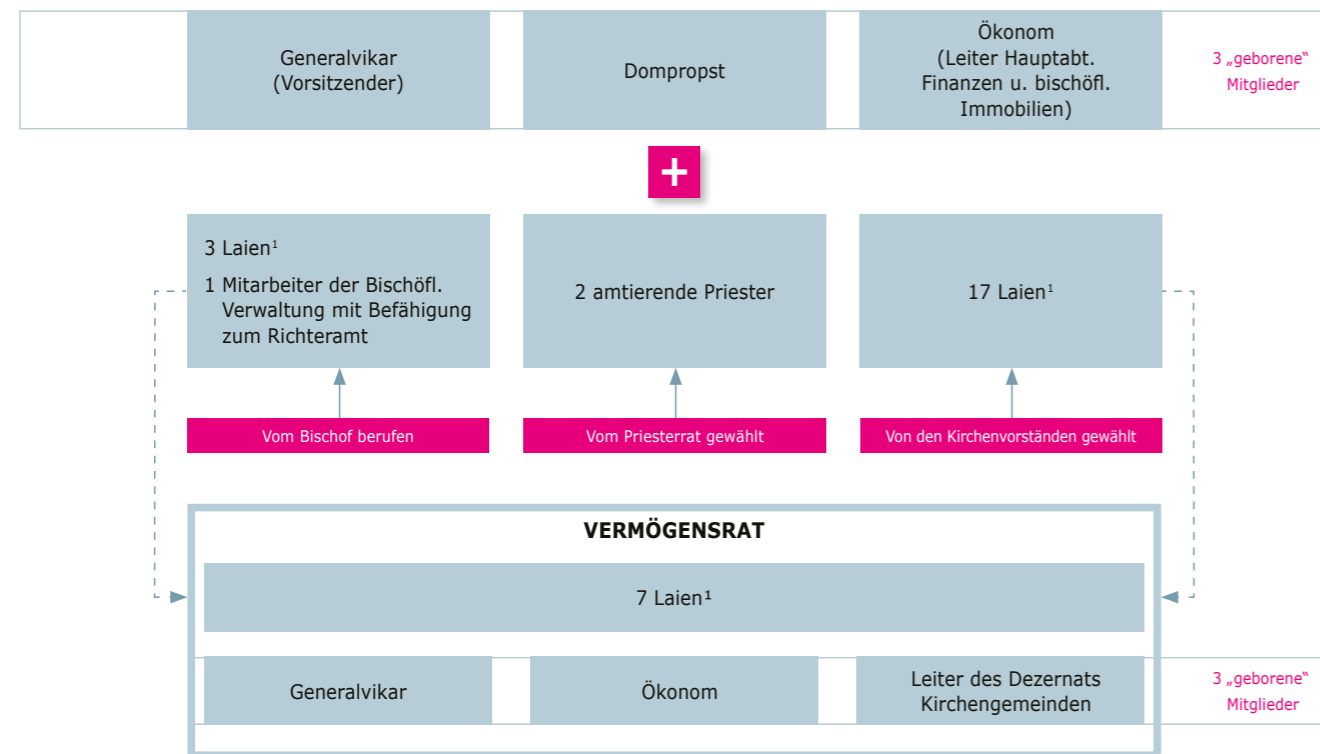 Generalvikar
(Vorsitzender)
Dompropst
Ökonom
(Leiter Hauptabt.
Finanzen u. bischöfl.
Immobilien)
3 „geborene“
Mitglieder
+
3 Laien¹
1 Mitarbeiter der Bischöfl.
Verwaltung mit Befähigung
zum Richteramt
2 amtierende Priester
17 Laien¹
Vom Bischof berufen
Vom Priesterrat gewählt
Von den Kirchenvorständen gewählt
VERMÖGENSRAT
7 Laien¹
Generalvikar
Ökonom
Leiter des Dezernats
Kirchengemeinden
3 „geborene“
Mitglieder